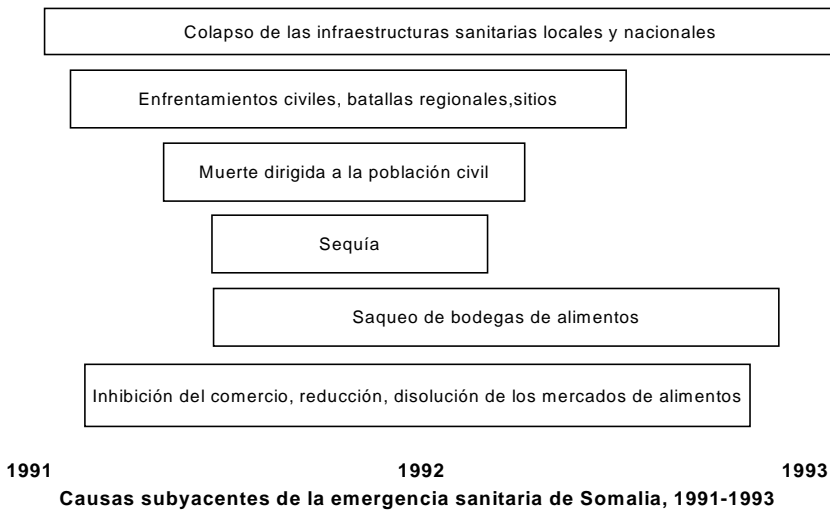 Colapso de las infraestructuras sanitarias locales y nacionales
Enfrentamientos civiles, batallas regionales,sitios
Muerte dirigida a la población civil
Sequía
Saqueo de bodegas de alimentos
Inhibición del comercio, reducción, disolución de los mercados de alimentos
1991 1992 1993
Causas subyacentes de la emergencia sanitaria de Somalia, 1991-1993